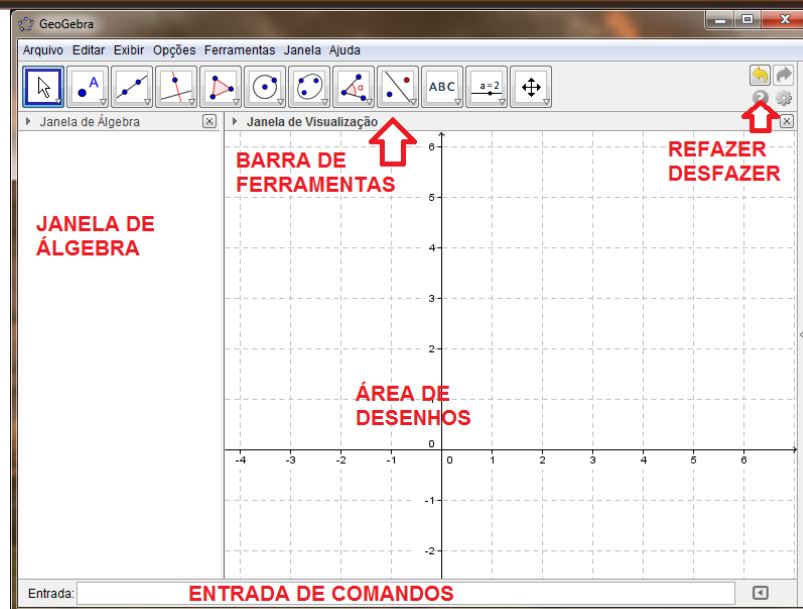 GeoGebra
Arquivo Editar Exibir Opções Ferramentas Janela Ajuda
A
α
ABC
a=2
?
Janela de Álgebra
Janela de Visualização
BARRA DE
FERRAMENTAS
REFAZER
DESFAZER
JANELA DE
ÁLGEBRA
6
5
4
3
2
ÁREA DE
DESENHOS
0
-4 -3 -2 -1 0 1 2 3 4 5 6
-1
-2
Entrada:
ENTRADA DE COMANDOS